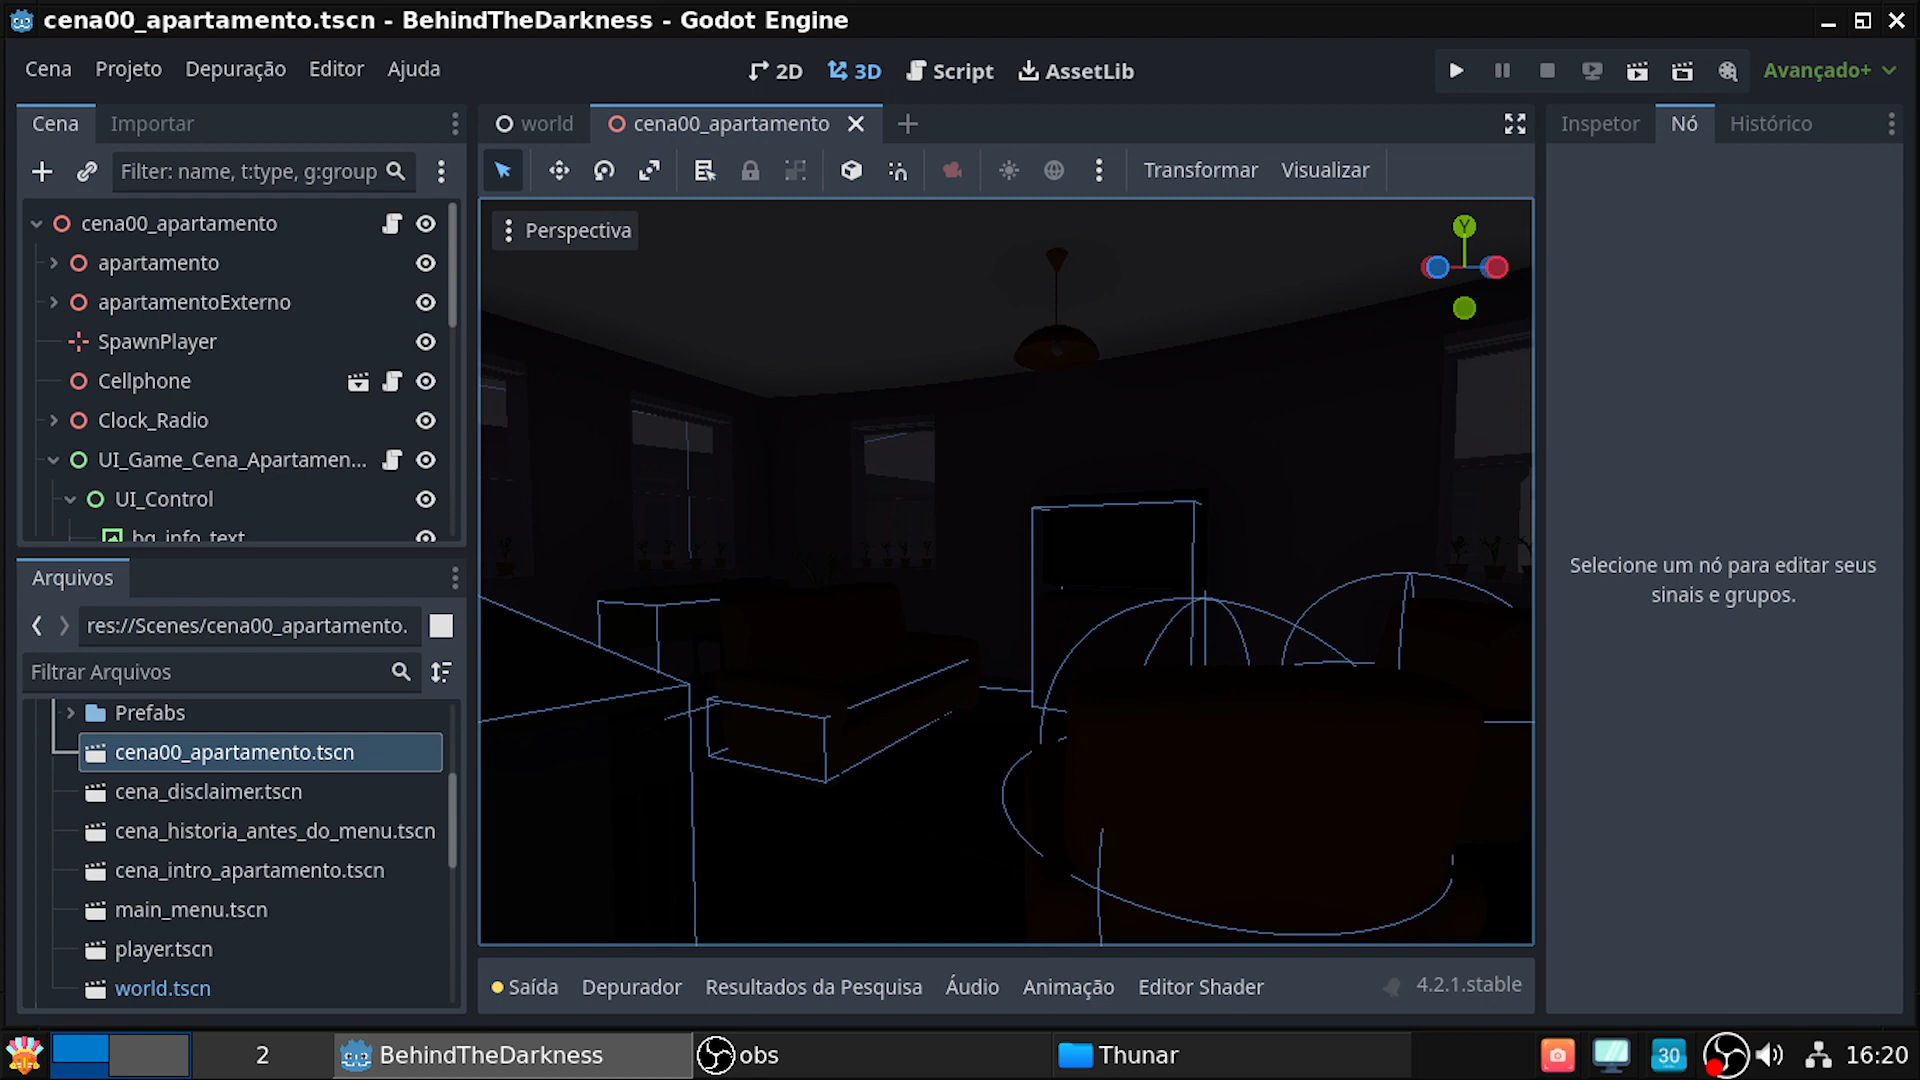 cena00_apartamento.tscn - BehindTheDarkness - Godot Engine
Cena Projeto Depuração Editor Ajuda
2D 3D Script AssetLib
Avançado+
Cena Importar
world cena00_apartamento
Inspetor Nó Histórico
Filter: name, t:type, g:group
Transformar Visualizar
cena00_apartamento
apartamento
apartamentoExterno
SpawnPlayer
Cellphone
Clock_Radio
UI_Game_Cena_Apartamen...
UI_Control
bg_info_text
Perspectiva
Y
Selecione um nó para editar seus
sinais e grupos.
Arquivos
res://Scenes/cena00_apartamento.
Filtrar Arquivos
Prefabs
cena00_apartamento.tscn
cena_disclaimer.tscn
cena_historia_antes_do_menu.tscn
cena_intro_apartamento.tscn
main_menu.tscn
player.tscn
world.tscn
Saída Depurador Resultados da Pesquisa Áudio Animação Editor Shader
4.2.1.stable
2 BehindTheDarkness obs Thunar 30 16:20